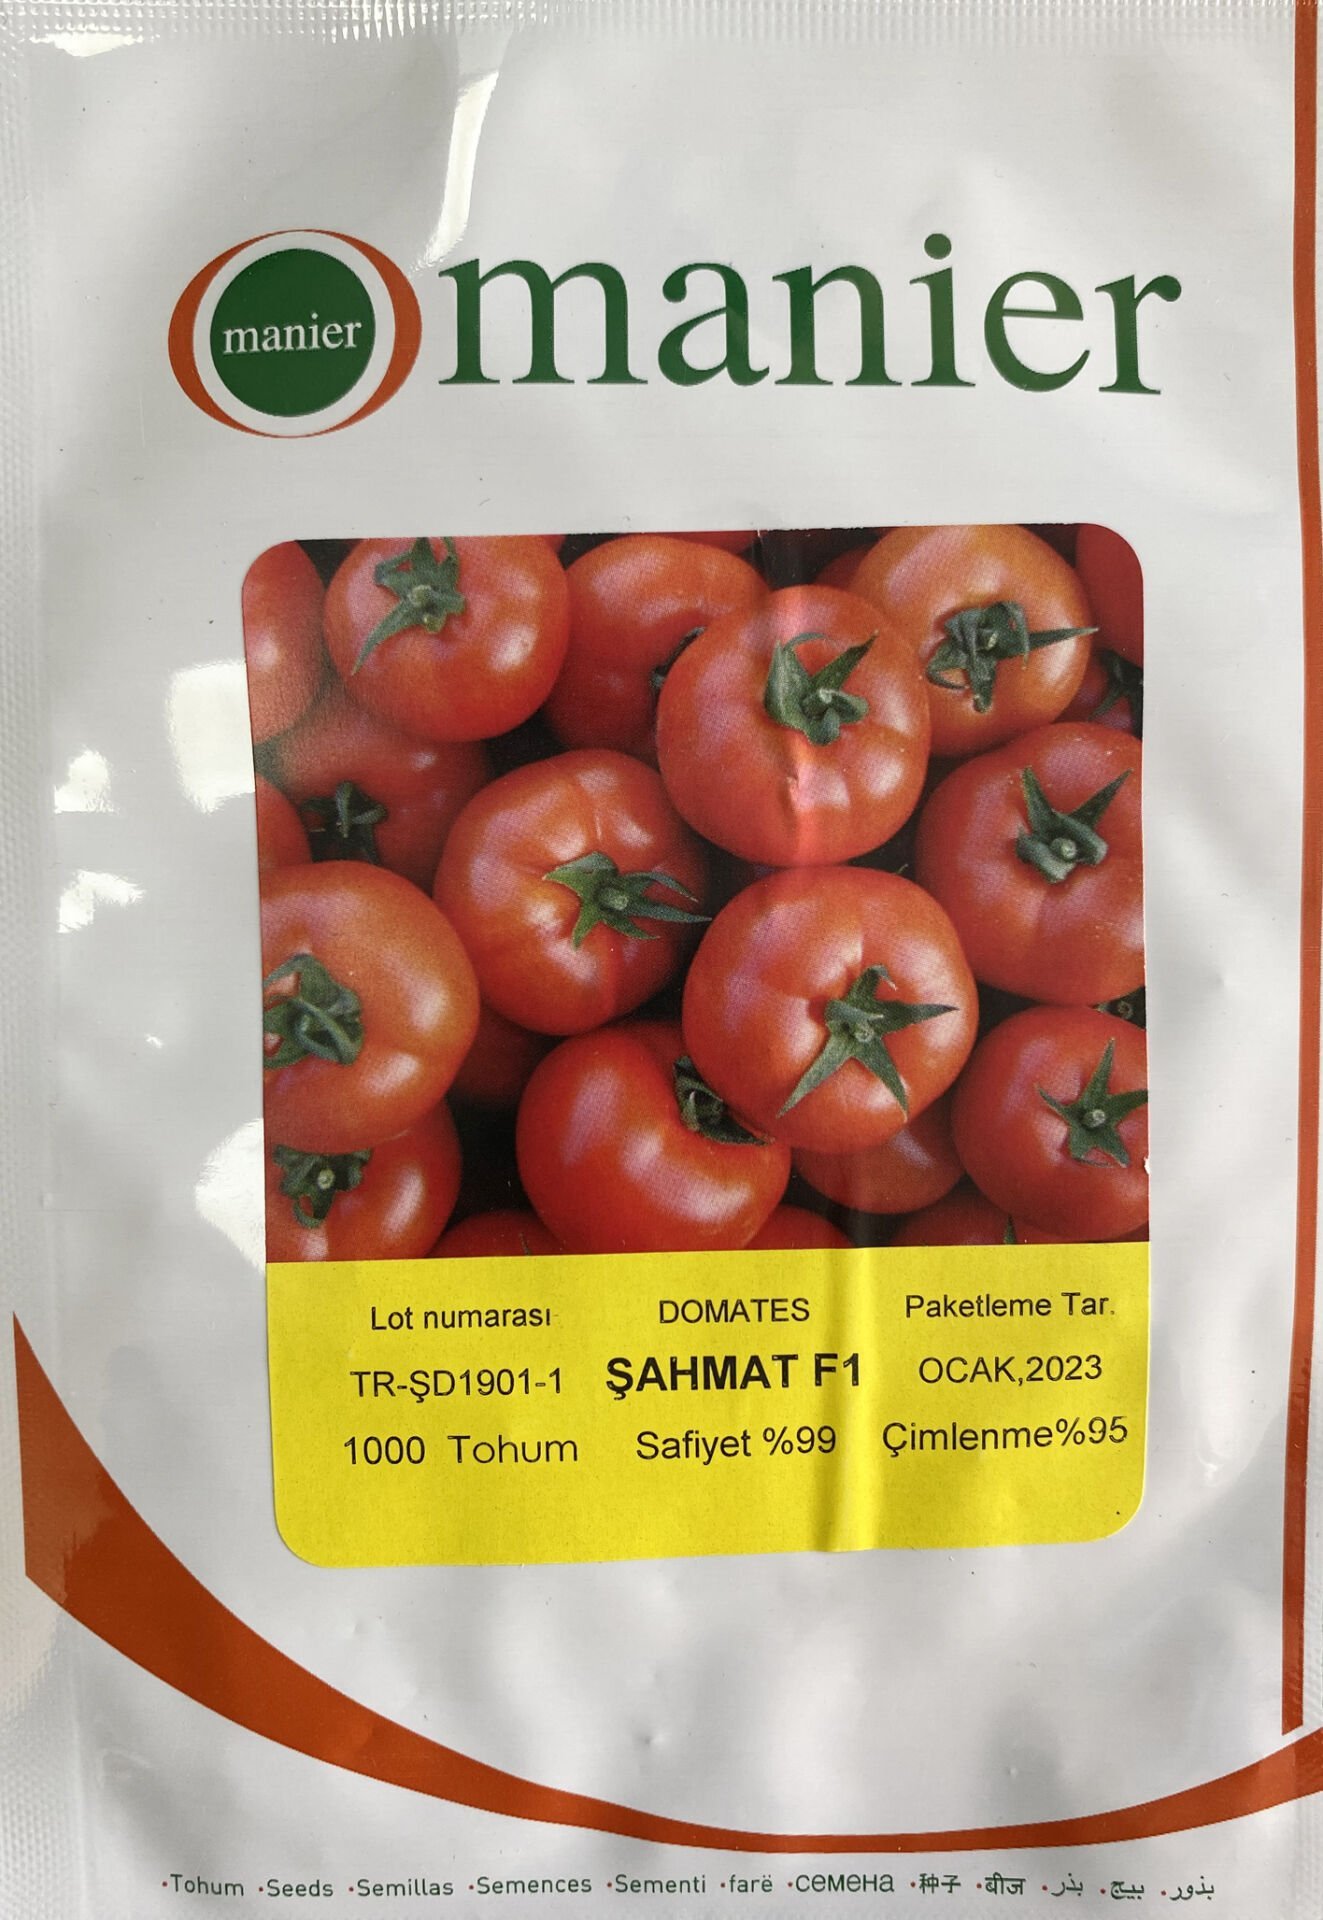 manier
manier
Lot numarası DOMATES Paketleme Tar.
TR-ŞD1901-1 ŞAHMAT F1 OCAK,2023
1000 Tohum Safiyet %99 Çimlenme%95
·Tohum ·Seeds ·Semillas ·Semences ·Sementi ·farë ·семена ·种子 ·बीज ·بذر ·بيج ·بذور